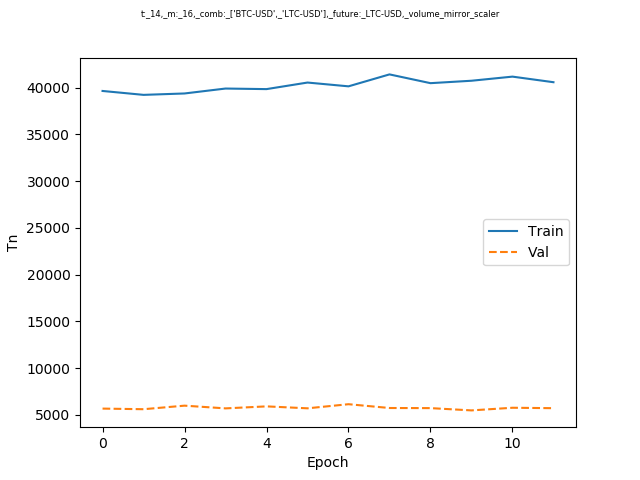 t:_14,_m:_16,_comb:_['BTC-USD',_'LTC-USD'],_future:_LTC-USD,_volume_mirror_scaler
40000
35000
30000
25000
20000
15000
10000
5000
Tn
Train
Val
0 2 4 6 8 10
Epoch